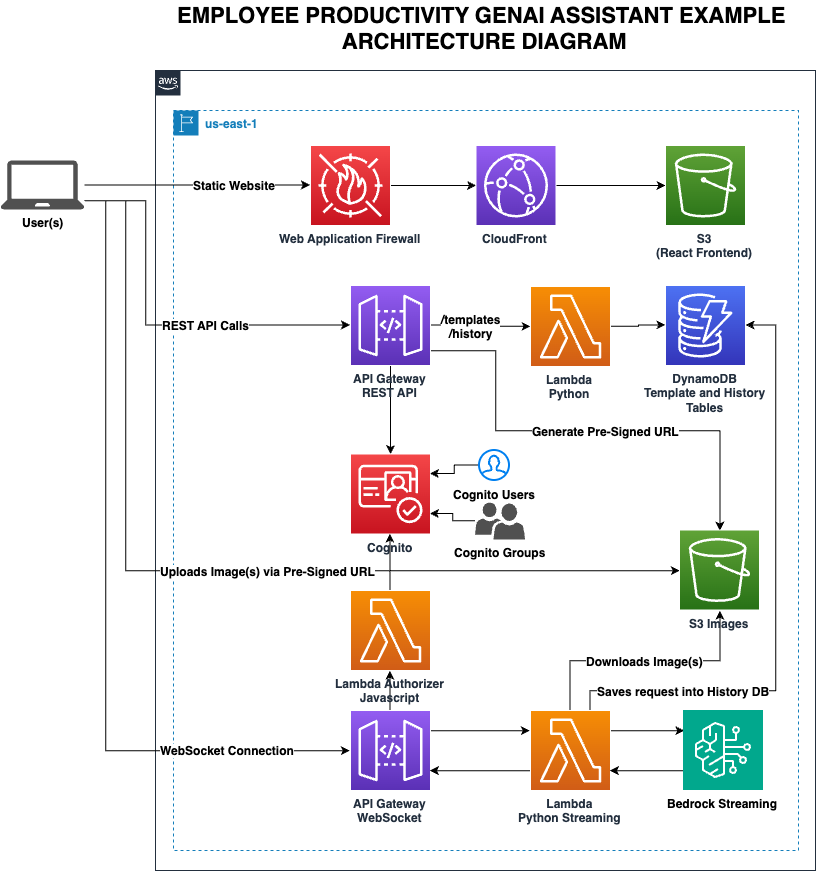 EMPLOYEE PRODUCTIVITY GENAI ASSISTANT EXAMPLE
ARCHITECTURE DIAGRAM
aws
us-east-1
User(s)
Static Website
Web Application Firewall
CloudFront
S3
(React Frontend)
REST API Calls
API Gateway
REST API
/templates
/history
Lambda
Python
DynamoDB
Template and History
Tables
Generate Pre-Signed URL
Cognito Users
Cognito Groups
Cognito
Uploads Image(s) via Pre-Signed URL
S3 Images
Lambda Authorizer
Javascript
Downloads Image(s)
Saves request into History DB
WebSocket Connection
API Gateway
WebSocket
Lambda
Python Streaming
Bedrock Streaming